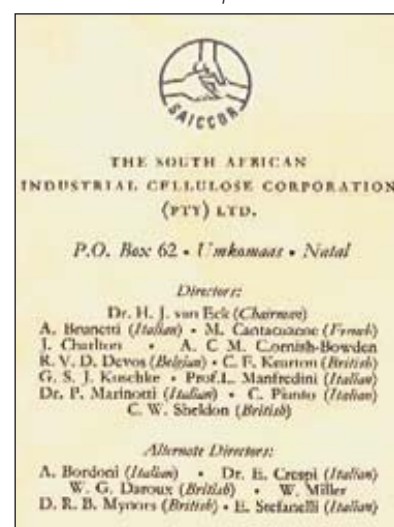 SAICCOR
THE SOUTH AFRICAN
INDUSTRIAL CELLULOSE CORPORATION
(PTY) LTD.
P.O. Box 62 • Umkomaas • Natal
Directors:
Dr. H. J. van Eck (Chairman)
A. Brunetti (Italian) • M. Cantacuzene (French)
J. Charlton • A. C M. Cornish-Bowden
R. V. D. Devos (Belgian) • C. F. Kearton (British)
G. S. J. Kuschke • Prof. L. Manfredini (Italian)
Dr. P. Marinotti (Italian) • C. (Italian)
C. W. Sheldon (British)
Alternate Directors:
A. Bordoni (Italian) • Dr. E. Crespi (Italian)
W. G. Daroux (British) • W. Miller
D. R. B. Mynors (British) • E. Stefanelli (Italian)